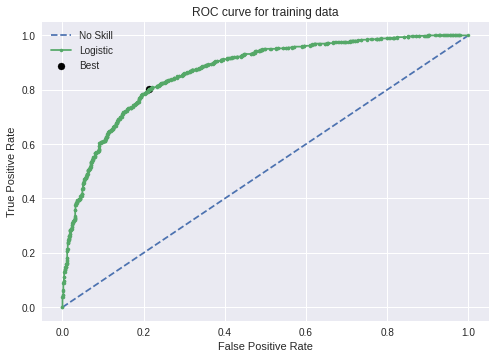 ROC curve for training data
No Skill
Logistic
Best
True Positive Rate
1.0
0.8
0.6
0.4
0.2
0.0
0.0 0.2 0.4 0.6 0.8 1.0
False Positive Rate